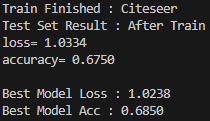 Train Finished : Citeseer
Test Set Result : After Train
loss= 1.0334
accuracy= 0.6750
Best Model Loss : 1.0238
Best Model Acc : 0.6850